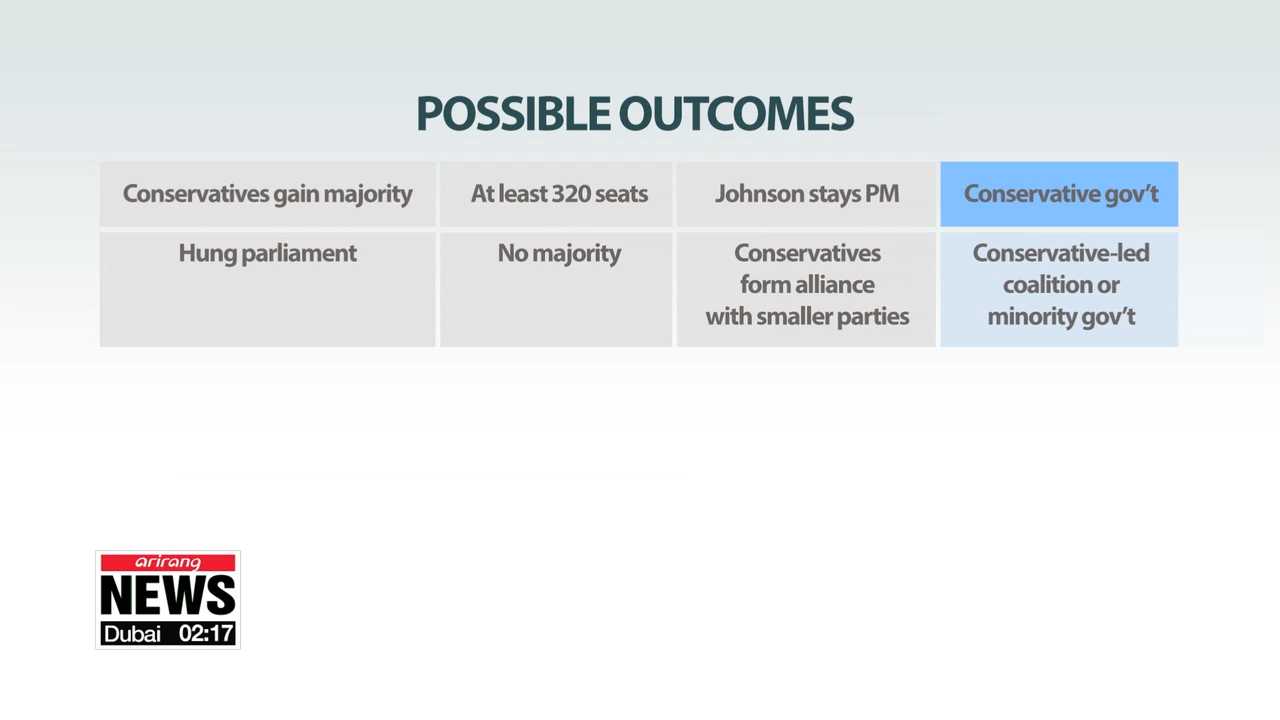 POSSIBLE OUTCOMES
Conservatives gain majority
At least 320 seats
Johnson stays PM
Conservative gov't
Hung parliament
No majority
Conservatives
form alliance
with smaller parties
Conservative-led
coalition or
minority gov't
arirang
NEWS
Dubai 02:17